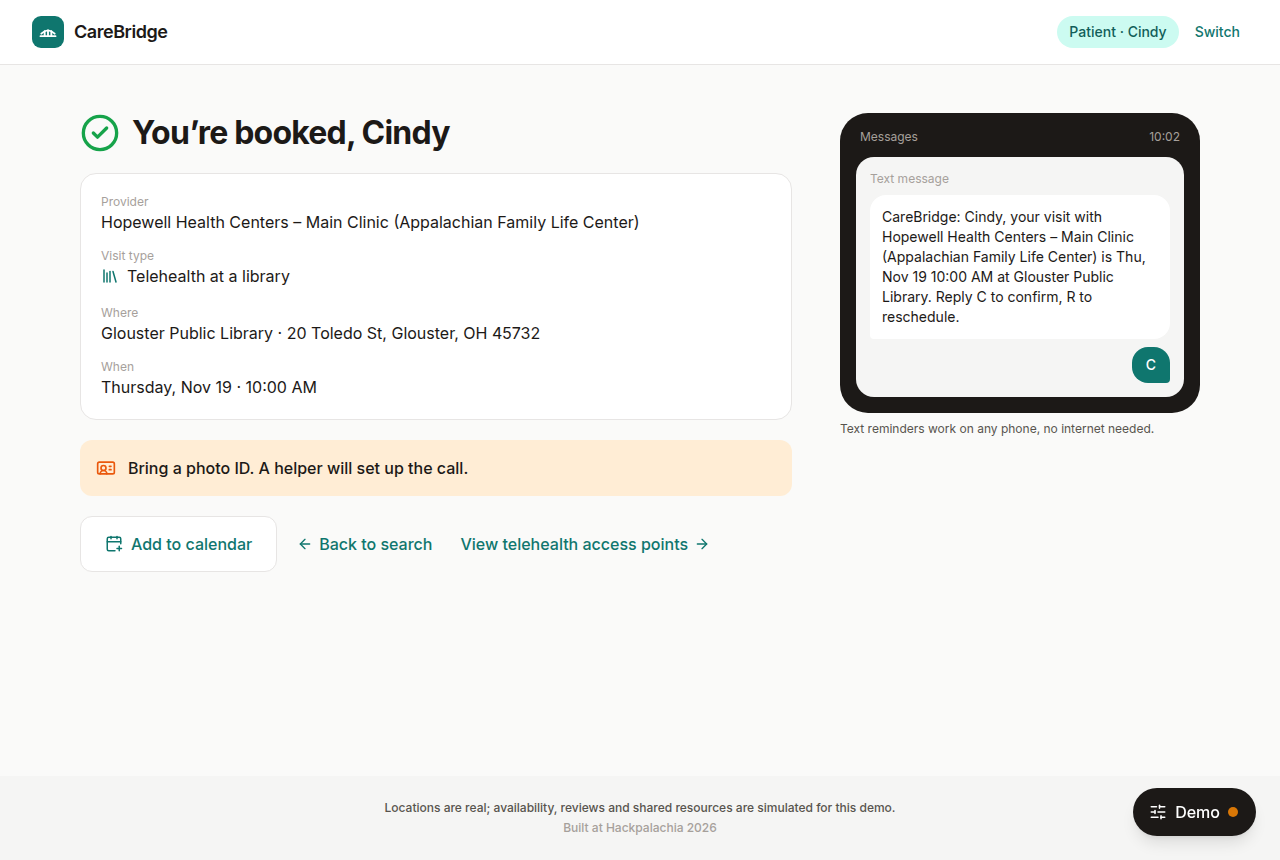 CareBridge
Patient · Cindy
Switch
You’re booked, Cindy
Provider
Hopewell Health Centers – Main Clinic (Appalachian Family Life Center)
Visit type
Telehealth at a library
Where
Glouster Public Library · 20 Toledo St, Glouster, OH 45732
When
Thursday, Nov 19 · 10:00 AM
Bring a photo ID. A helper will set up the call.
Add to calendar
Back to search
View telehealth access points
Messages
10:02
Text message
CareBridge: Cindy, your visit with
Hopewell Health Centers – Main Clinic
(Appalachian Family Life Center) is Thu,
Nov 19 10:00 AM at Glouster Public
Library. Reply C to confirm, R to
reschedule.
C
Text reminders work on any phone, no internet needed.
Locations are real; availability, reviews and shared resources are simulated for this demo.
Built at Hackpalachia 2026
Demo